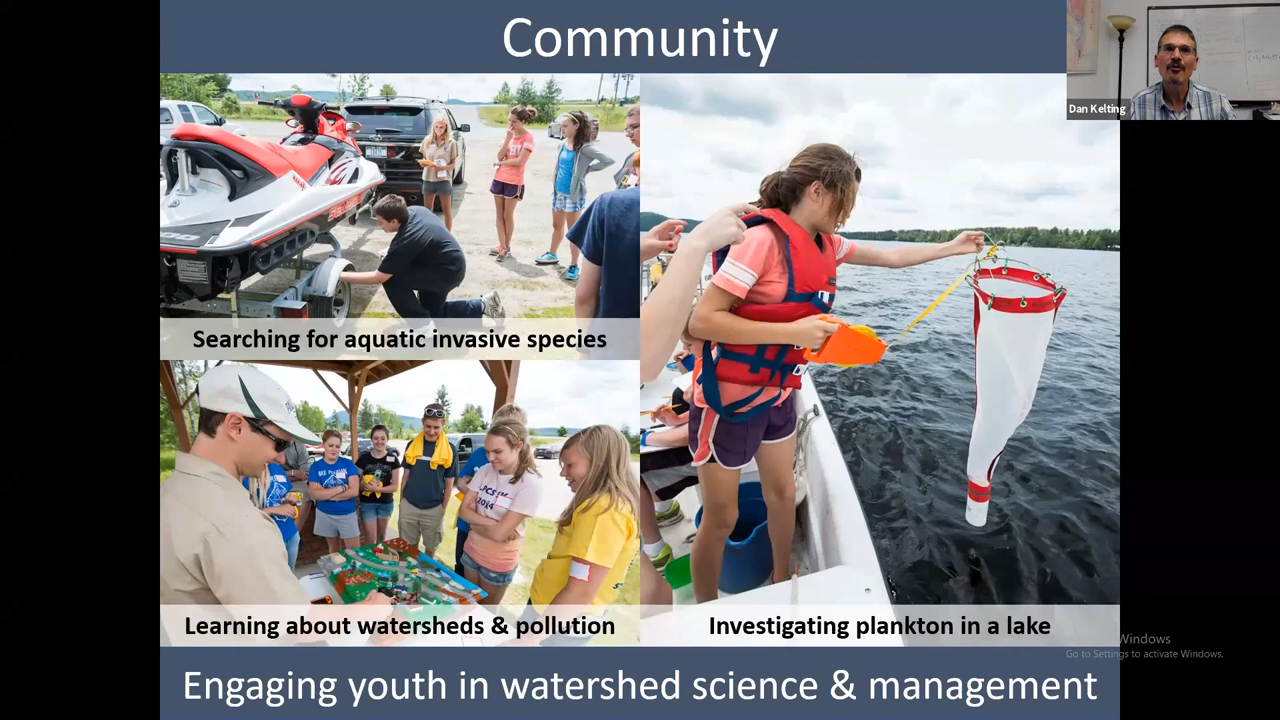 Community
Dan Kelting
Searching for aquatic invasive species
Learning about watersheds & pollution
Investigating plankton in a lake
Windows
Go to Settings to activate Windows.
Engaging youth in watershed science & management